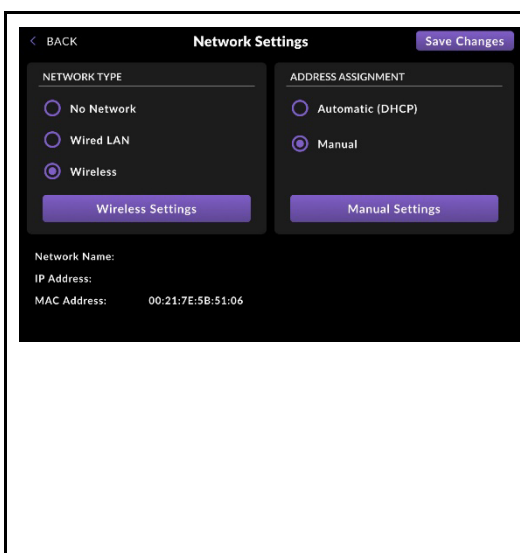 BACK
Network Settings
Save Changes
NETWORK TYPE
No Network
Wired LAN
Wireless
Wireless Settings
ADDRESS ASSIGNMENT
Automatic (DHCP)
Manual
Manual Settings
Network Name:
IP Address:
MAC Address: 00:21:7E:5B:51:06